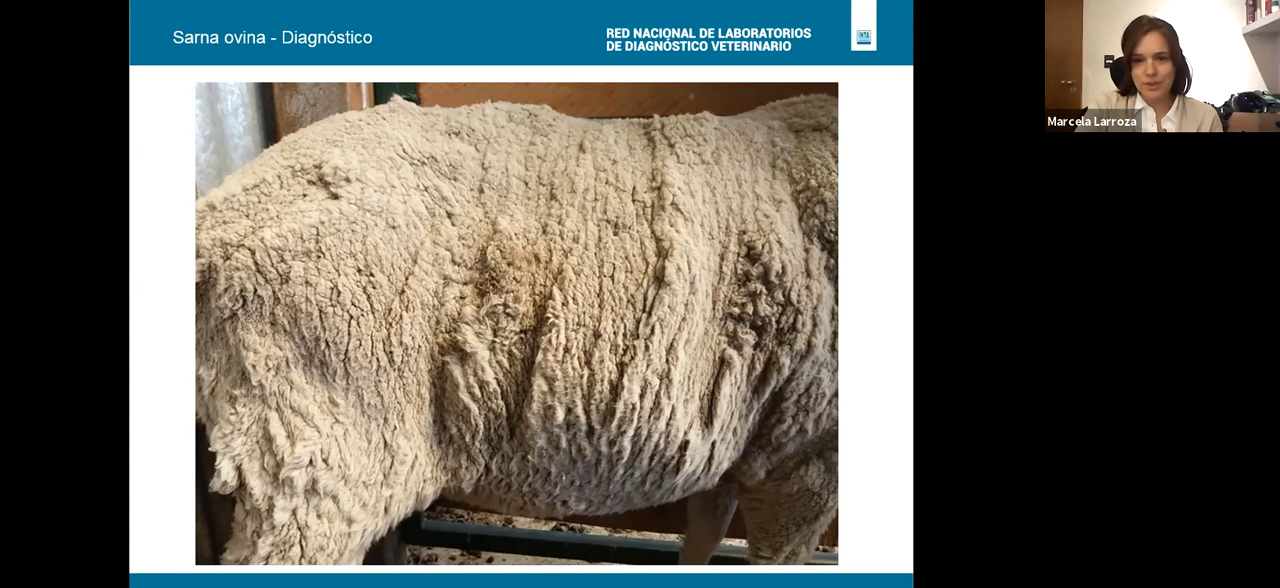 Sarna ovina - Diagnóstico
RED NACIONAL DE LABORATORIOS
DE DIAGNÓSTICO VETERINARIO
INTA
Marcela Larroza